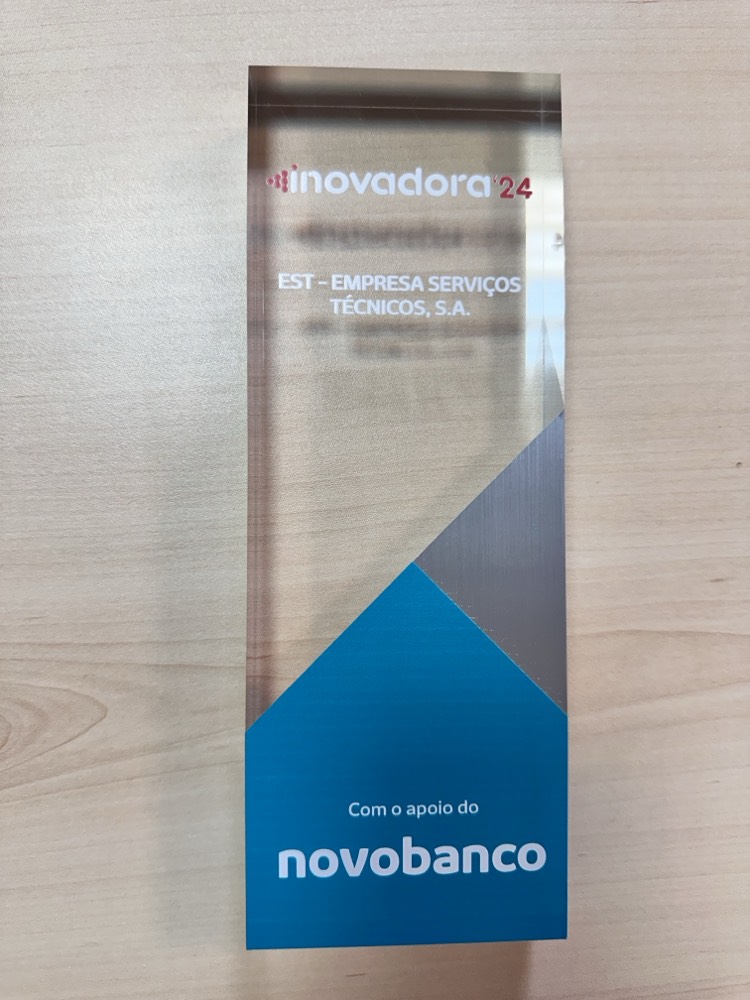 inovadora'24
EST – EMPRESA SERVIÇOS
TÉCNICOS, S.A.
Com o apoio do
novobanco